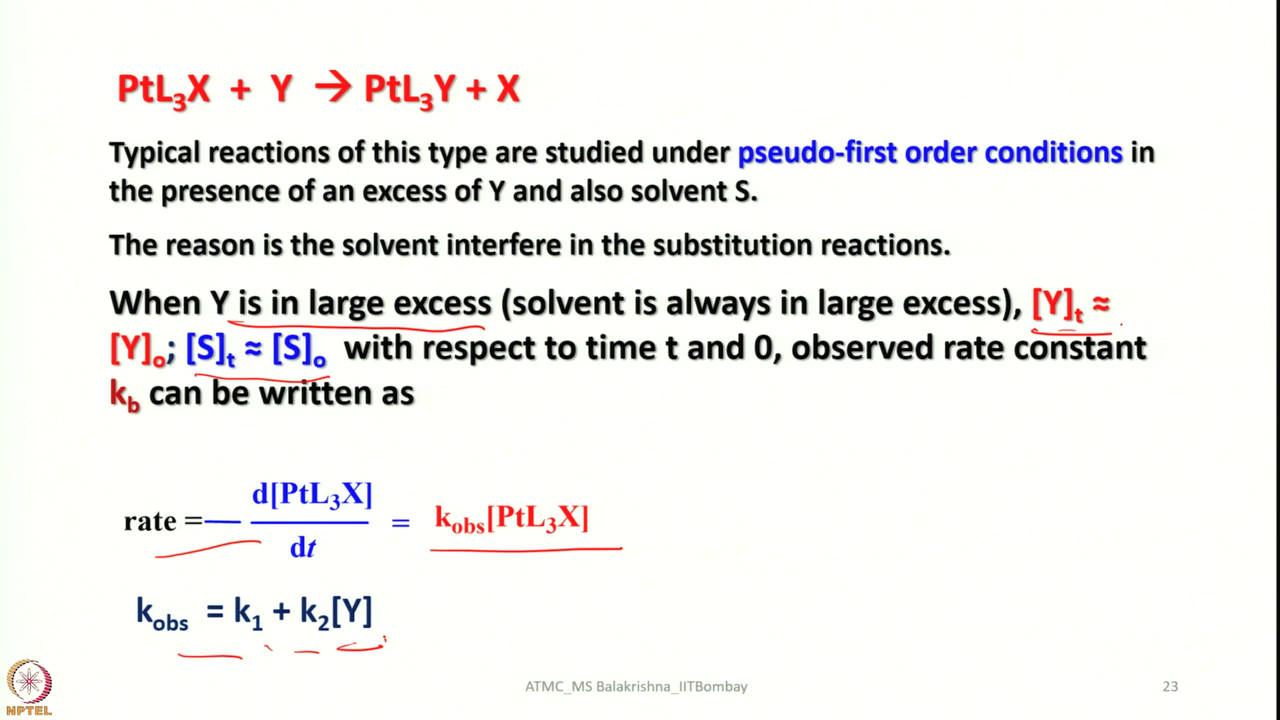 PtL₃X + Y → PtL₃Y + X
Typical reactions of this type are studied under pseudo-first order conditions in
the presence of an excess of Y and also solvent S.
The reason is the solvent interfere in the substitution reactions.
When Y is in large excess (solvent is always in large excess), [Y]ₜ ≈
[Y]ₒ; [S]ₜ ≈ [S]ₒ with respect to time t and 0, observed rate constant
k_b can be written as
rate = — d[PtL₃X]/dt = k_obs[PtL₃X]
k_obs = k₁ + k₂[Y]
NPTEL
ATMC_MS Balakrishna_IITBombay
23